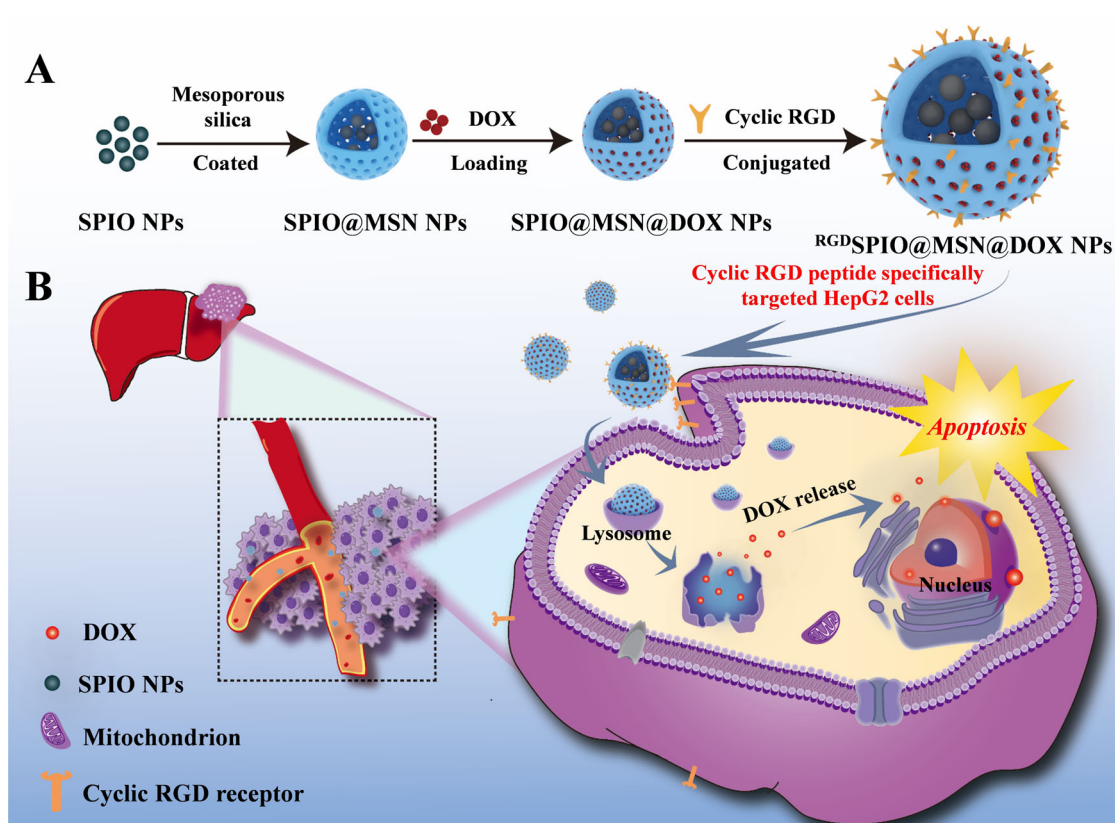 A
Mesoporous
silica
Coated
DOX
Loading
Cyclic RGD
Conjugated
SPIO NPs
SPIO@MSN NPs
SPIO@MSN@DOX NPs
RGDSPIO@MSN@DOX NPs
B
Cyclic RGD peptide specifically
targeted HepG2 cells
Apoptosis
DOX release
Lysosome
Nucleus
DOX
SPIO NPs
Mitochondrion
Cyclic RGD receptor